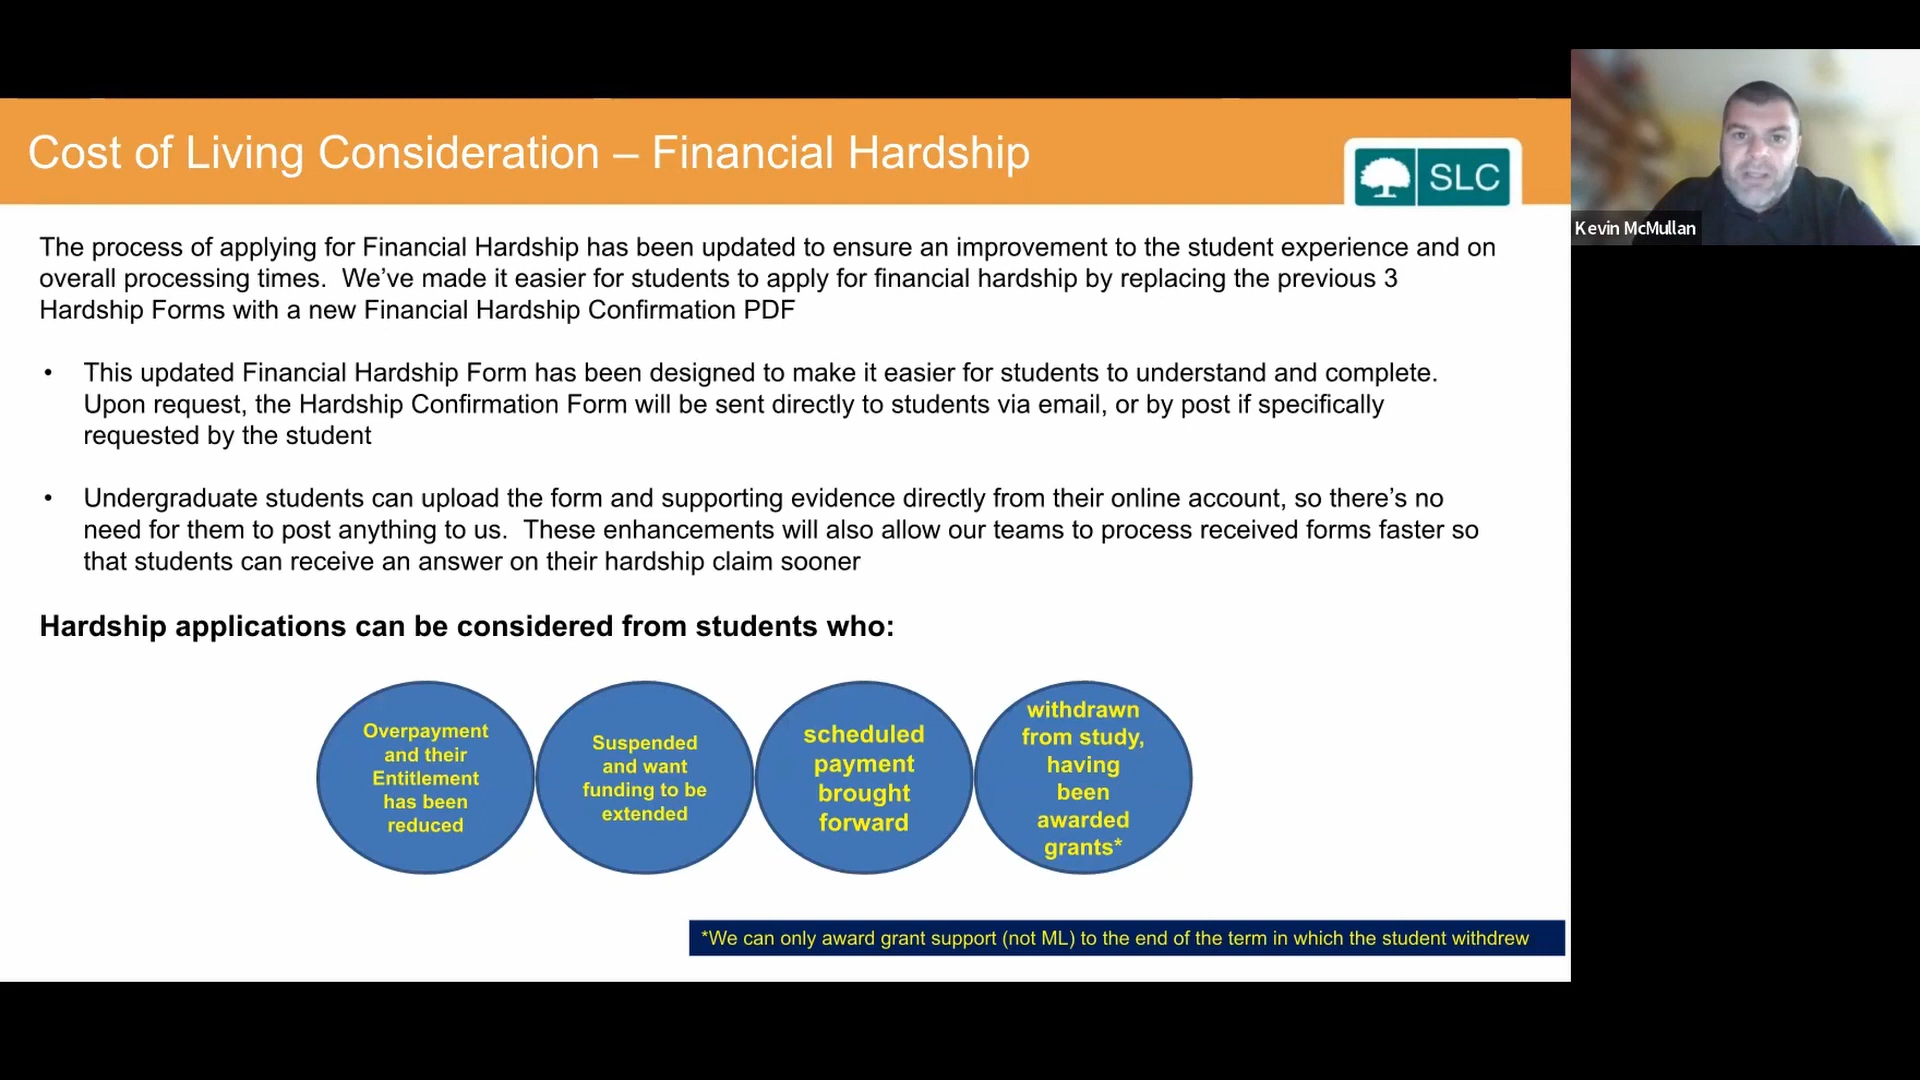 Cost of Living Consideration – Financial Hardship
SLC
Kevin McMullan
The process of applying for Financial Hardship has been updated to ensure an improvement to the student experience and on
overall processing times.  We’ve made it easier for students to apply for financial hardship by replacing the previous 3
Hardship Forms with a new Financial Hardship Confirmation PDF
• This updated Financial Hardship Form has been designed to make it easier for students to understand and complete.
Upon request, the Hardship Confirmation Form will be sent directly to students via email, or by post if specifically
requested by the student
• Undergraduate students can upload the form and supporting evidence directly from their online account, so there’s no
need for them to post anything to us.  These enhancements will also allow our teams to process received forms faster so
that students can receive an answer on their hardship claim sooner
Hardship applications can be considered from students who:
Overpayment
and their
Entitlement
has been
reduced
Suspended
and want
funding to be
extended
scheduled
payment
brought
forward
withdrawn
from study,
having
been
awarded
grants*
*We can only award grant support (not ML) to the end of the term in which the student withdrew